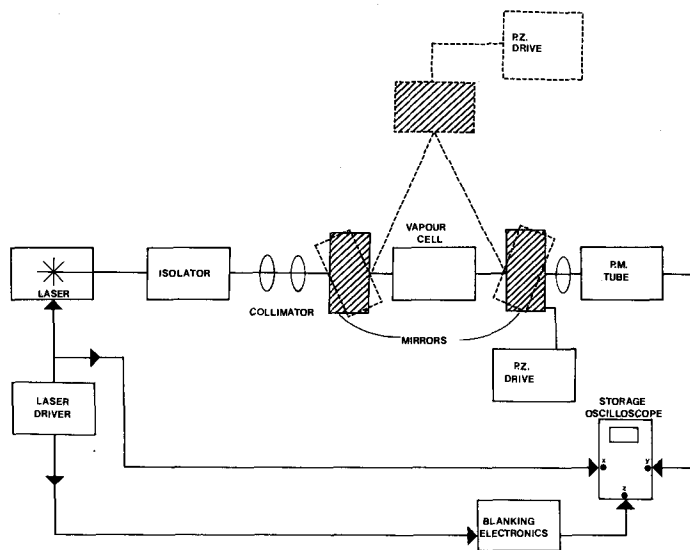 P.Z.
DRIVE
VAPOUR
CELL
LASER
ISOLATOR
COLLIMATOR
P.M.
TUBE
MIRRORS
P.Z.
DRIVE
LASER
DRIVER
STORAGE
OSCILLOSCOPE
x
y
z
BLANKING
ELECTRONICS